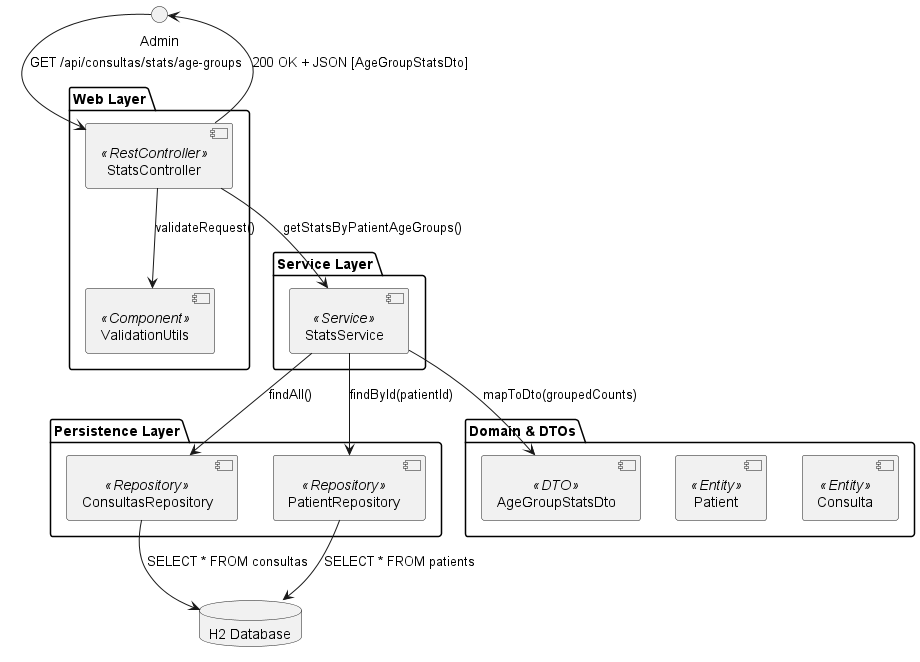 Admin
GET /api/consultas/stats/age-groups
200 OK + JSON [AgeGroupStatsDto]
Web Layer
«RestController»
StatsController
validateRequest()
getStatsByPatientAgeGroups()
Service Layer
«Component»
ValidationUtils
«Service»
StatsService
findAll()
findById(patientId)
mapToDto(groupedCounts)
Persistence Layer
Domain & DTOs
«Repository»
ConsultasRepository
«Repository»
PatientRepository
«DTO»
AgeGroupStatsDto
«Entity»
Patient
«Entity»
Consulta
SELECT * FROM consultas
SELECT * FROM patients
H2 Database